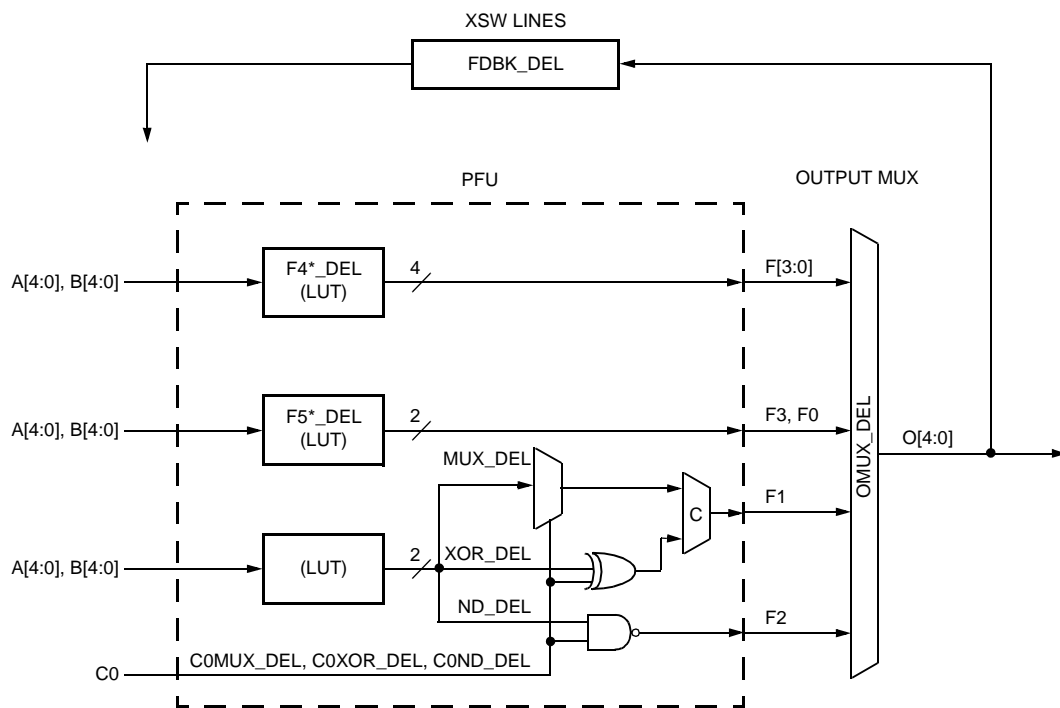 XSW LINES
FDBK_DEL
PFU
OUTPUT MUX
A[4:0], B[4:0]
F4*_DEL
(LUT)
4
F[3:0]
A[4:0], B[4:0]
F5*_DEL
(LUT)
2
F3, F0
OMUX_DEL
O[4:0]
MUX_DEL
C
F1
A[4:0], B[4:0]
(LUT)
2
XOR_DEL
ND_DEL
F2
C0
C0MUX_DEL, C0XOR_DEL, C0ND_DEL